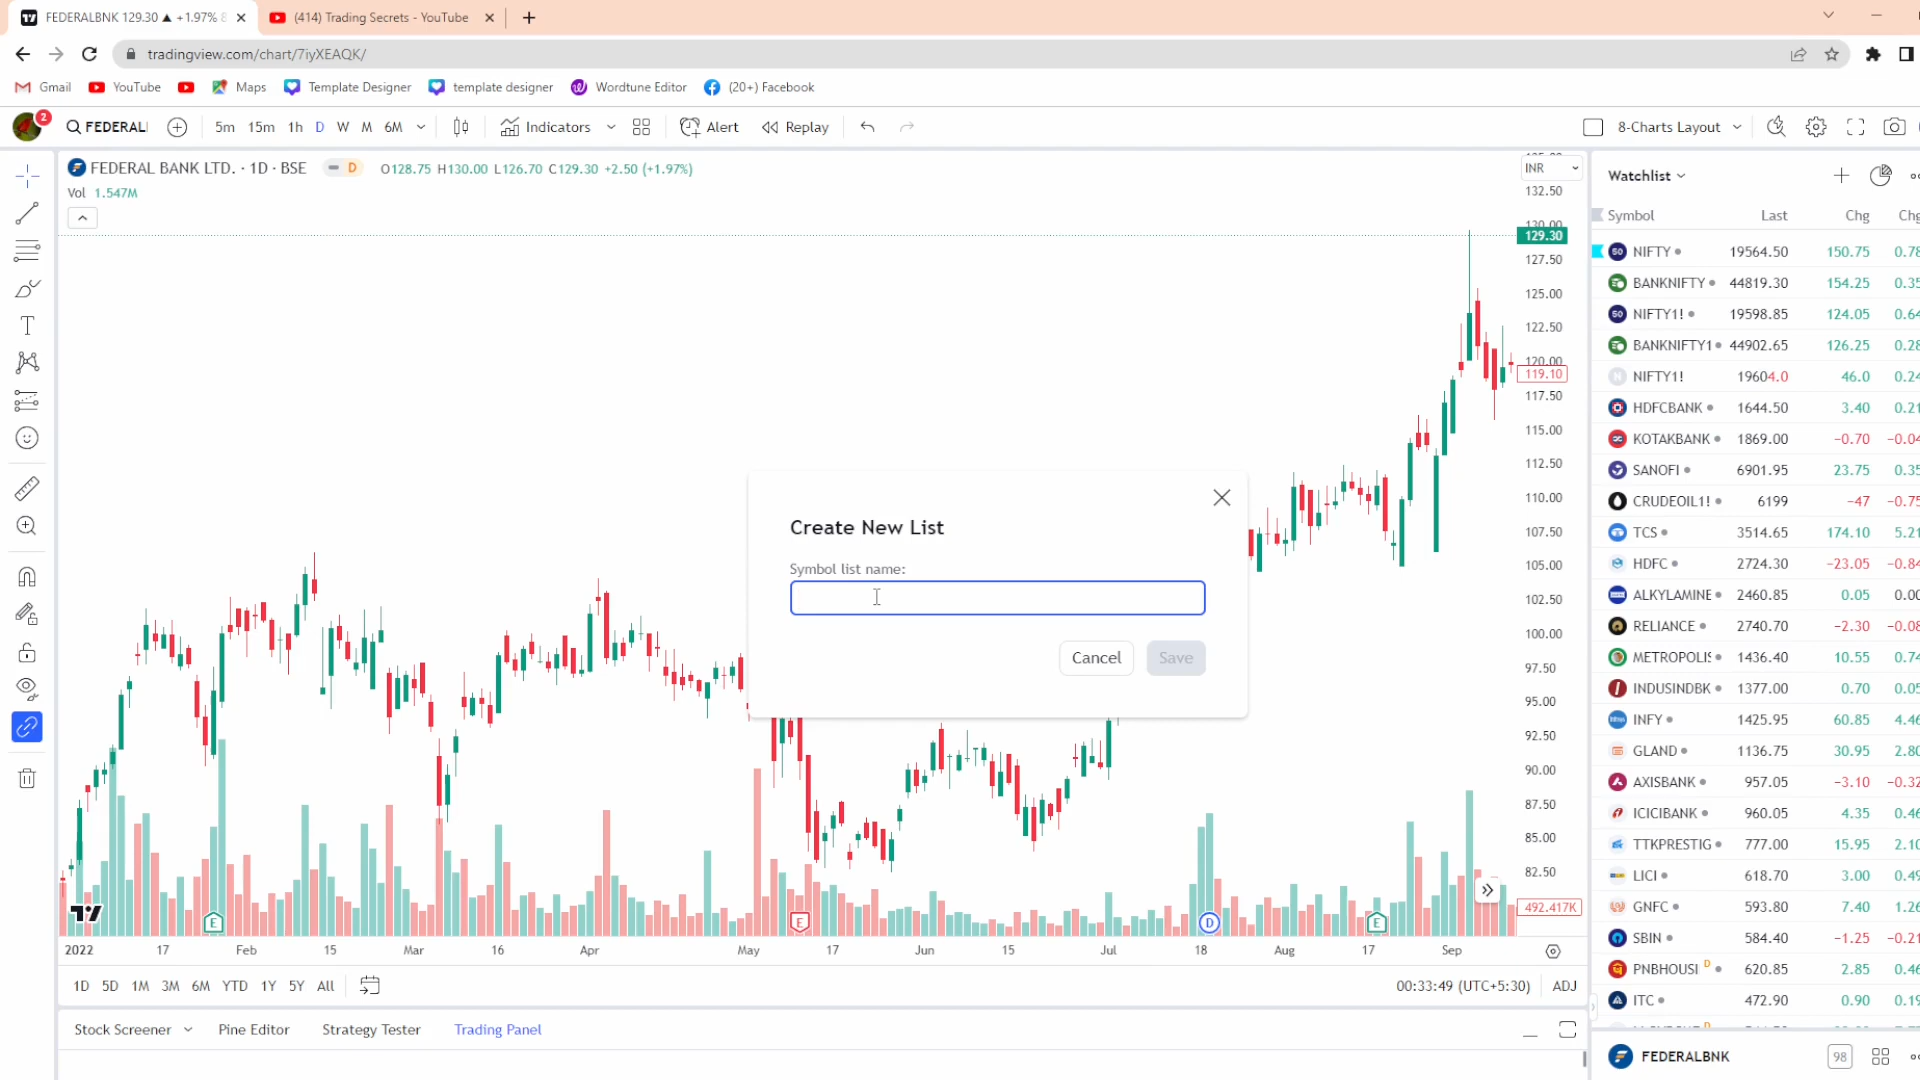 FEDERALBNK 129.30 ▲ +1.97%
(414) Trading Secrets - YouTube
tradingview.com/chart/7iyXEAQK/
Gmail
YouTube
Maps
Template Designer
template designer
Wordtune Editor
(20+) Facebook
2
FEDERAL
5m 15m 1h D W M 6M
Indicators
Alert
Replay
8-Charts Layout
FEDERAL BANK LTD. · 1D · BSE
D
O128.75 H130.00 L126.70 C129.30 +2.50 (+1.97%)
Vol 1.547M
INR
132.50
129.30
127.50
125.00
122.50
120.00
119.10
117.50
115.00
112.50
110.00
107.50
105.00
102.50
100.00
97.50
95.00
92.50
90.00
87.50
85.00
82.50
492.417K
Create New List
Symbol list name:
Cancel
Save
E
E
D
E
2022 17 Feb 15 Mar 16 Apr May 17 Jun 15 Jul 18 Aug 17 Sep
1D 5D 1M 3M 6M YTD 1Y 5Y All
00:33:49 (UTC+5:30) ADJ
Stock Screener
Pine Editor
Strategy Tester
Trading Panel
Watchlist
Symbol Last Chg
NIFTY 19564.50 150.75
BANKNIFTY 44819.30 154.25
NIFTY1! 19598.85 124.05
BANKNIFTY1 44902.65 126.25
NIFTY1! 19604.0 46.0
HDFCBANK 1644.50 3.40
KOTAKBANK 1869.00 −0.70
SANOFI 6901.95 23.75
CRUDEOIL1! 6199 −47
TCS 3514.65 174.10
HDFC 2724.30 −23.05
ALKYLAMINE 2460.85 0.05
RELIANCE 2740.70 −2.30
METROPOLIS 1436.40 10.55
INDUSINDBK 1377.00 0.70
INFY 1425.95 60.85
GLAND 1136.75 30.95
AXISBANK 957.05 −3.10
ICICIBANK 960.05 4.35
TTKPRESTIG 777.00 15.95
LICI 618.70 3.00
GNFC 593.80 7.40
SBIN 584.40 −1.25
PNBHOUSI D 620.85 2.85
ITC 472.90 0.90
FEDERALBNK
98